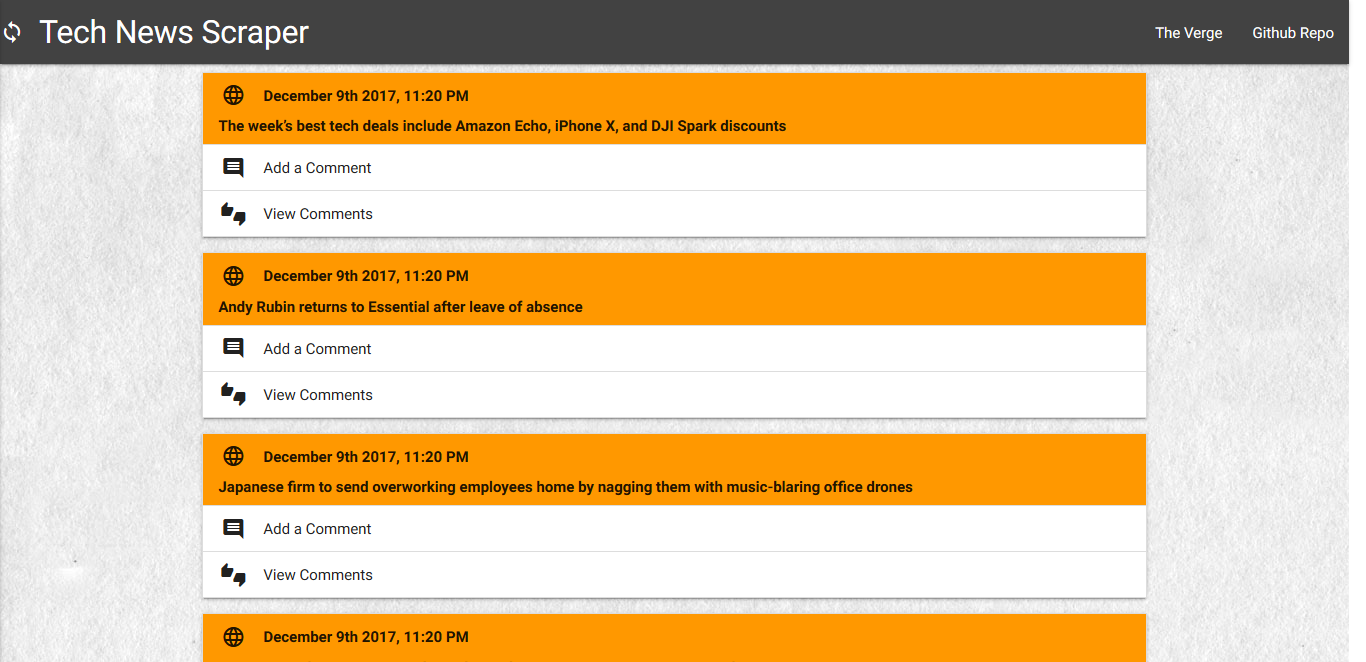 Tech News Scraper
The Verge
Github Repo
December 9th 2017, 11:20 PM
The week’s best tech deals include Amazon Echo, iPhone X, and DJI Spark discounts
Add a Comment
View Comments
December 9th 2017, 11:20 PM
Andy Rubin returns to Essential after leave of absence
Add a Comment
View Comments
December 9th 2017, 11:20 PM
Japanese firm to send overworking employees home by nagging them with music-blaring office drones
Add a Comment
View Comments
December 9th 2017, 11:20 PM